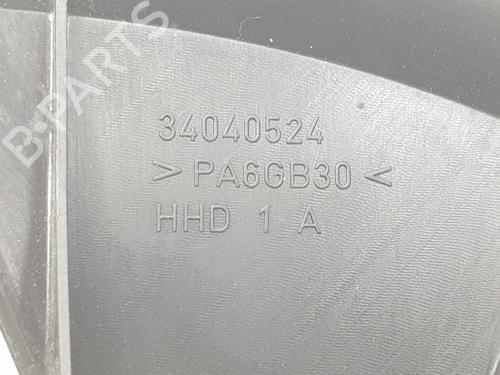 B-PARTS
34040524
> PA6GB30 <
HHD 1 A